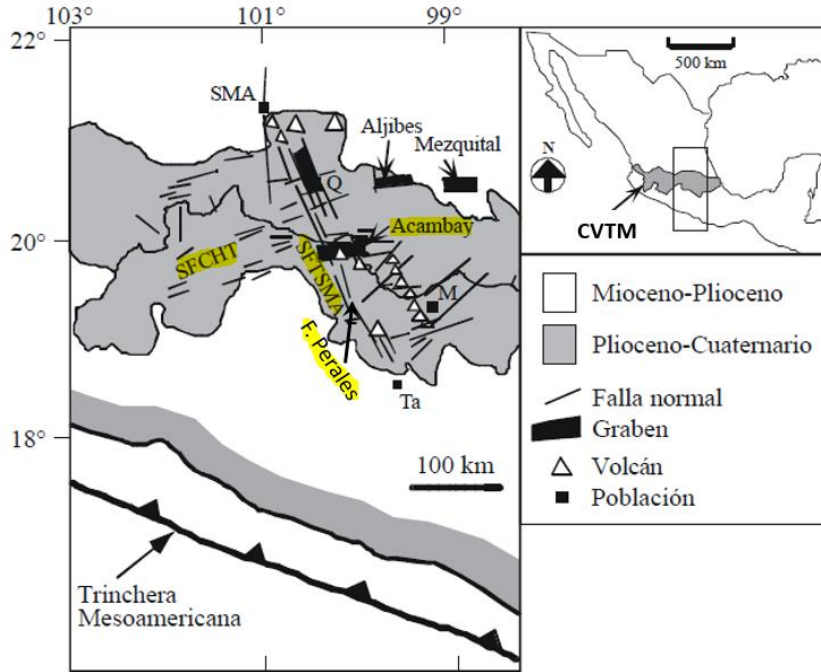 103°
101
99°
22°
20°
18°
SMA
Aljibes
Mezquital
Q
Acambay
SFCHT
SFTSMA
M
F. Perales
Ta
100 km
Trinchera
Mesoamericana
500 km
N
CVTM
Mioceno-Plioceno
Plioceno-Cuaternario
Falla normal
Graben
Volcán
Población